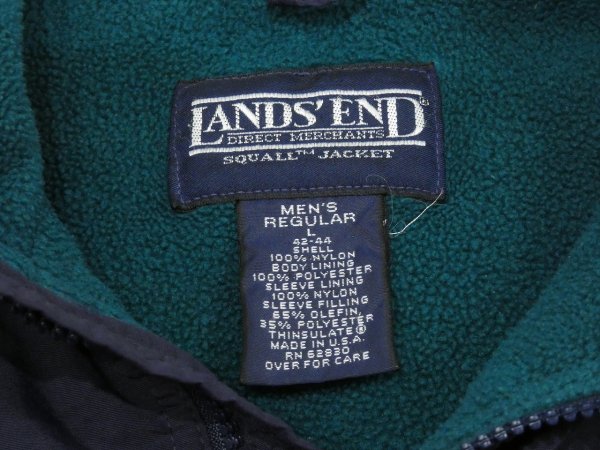 LANDS' END®
DIRECT MERCHANTS
SQUALL™ JACKET
MEN'S
REGULAR
L
42-44
SHELL
100% NYLON
BODY LINING
100% POLYESTER
SLEEVE LINING
100% NYLON
SLEEVE FILLING
65% OLEFIN,
35% POLYESTER
THINSULATE®
MADE IN U.S.A.
RN 62830
OVER FOR CARE